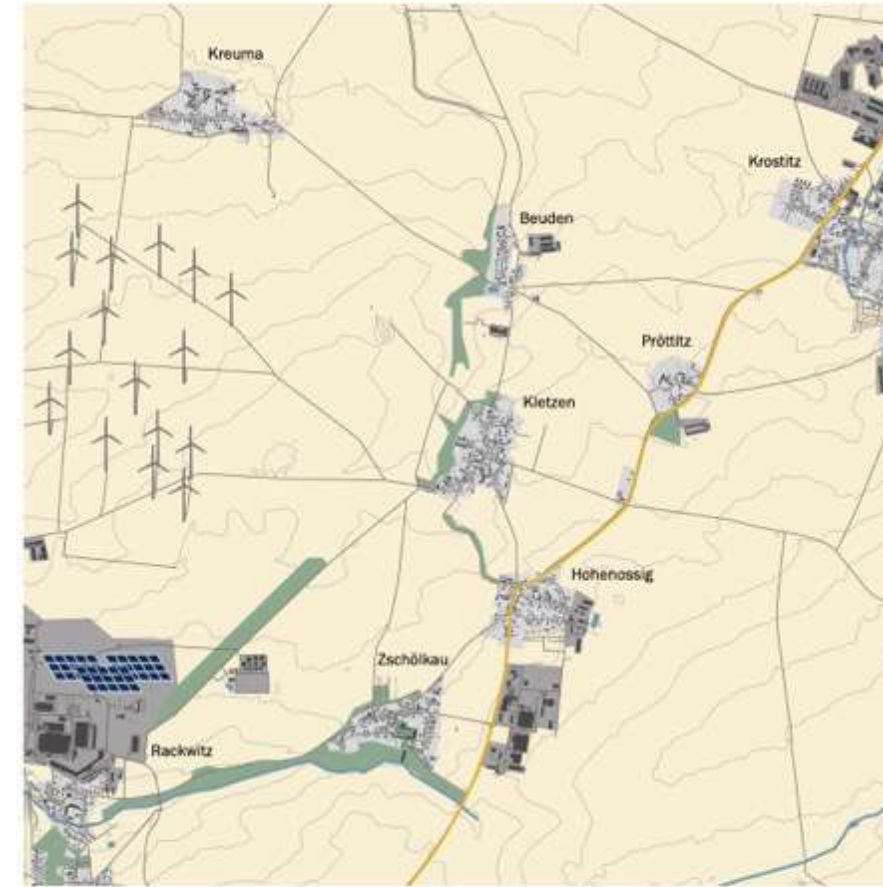 Kreuma
Krostitz
Beuden
Pröttitz
Kletzen
Hohenossig
Zschölkau
Rackwitz